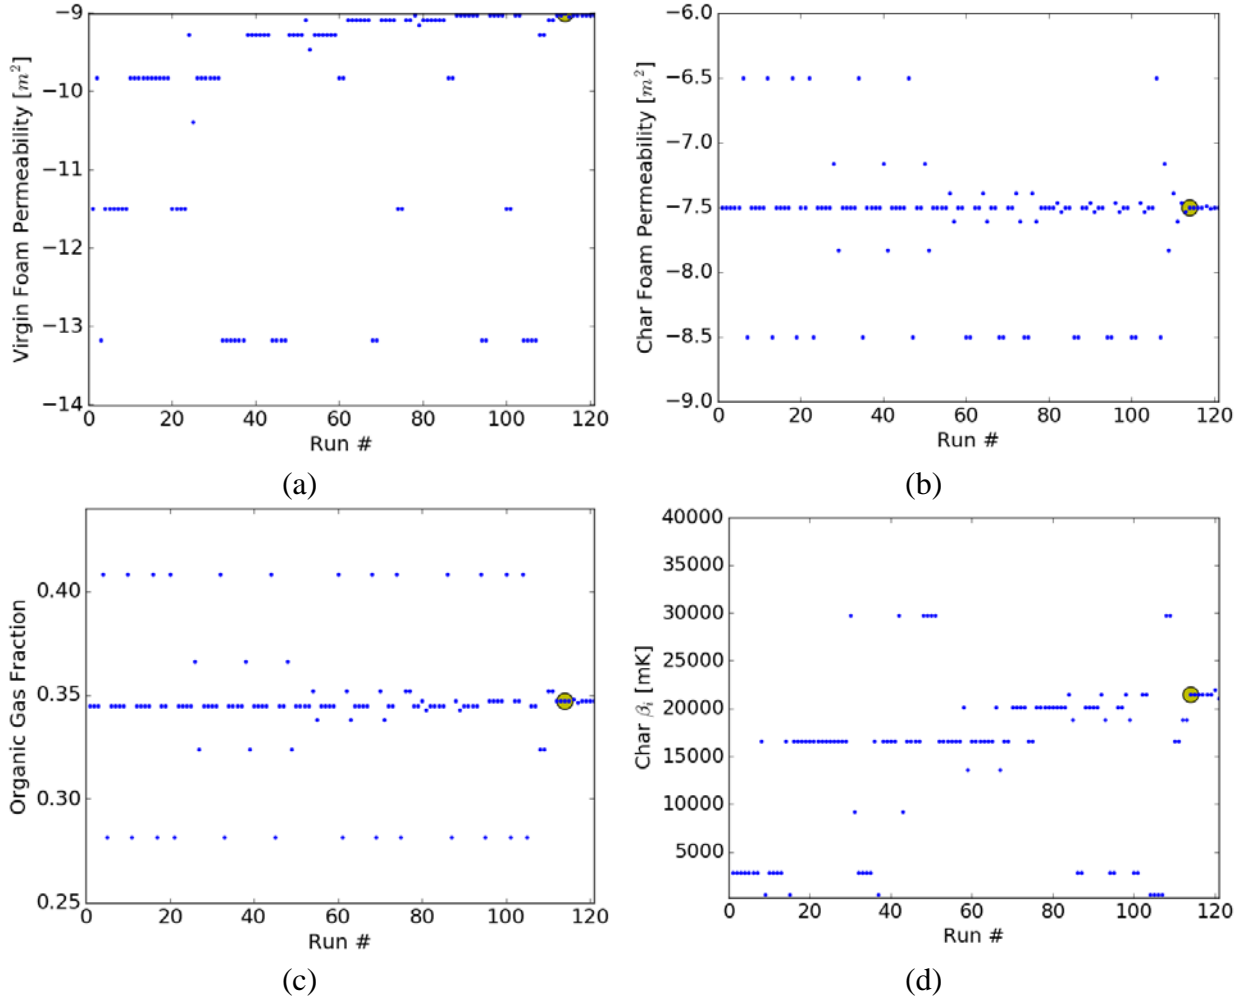 −9
−10
−11
−12
−13
−14
0 20 40 60 80 100 120
Virgin Foam Permeability [m²]
Run #
(a)
−6.0
−6.5
−7.0
−7.5
−8.0
−8.5
−9.0
0 20 40 60 80 100 120
Char Foam Permeability [m²]
Run #
(b)
0.40
0.35
0.30
0.25
0 20 40 60 80 100 120
Organic Gas Fraction
Run #
(c)
40000
35000
30000
25000
20000
15000
10000
5000
0 20 40 60 80 100 120
Char βᵢ [mK]
Run #
(d)